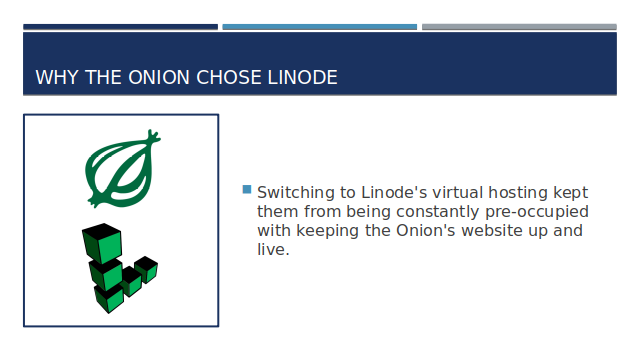 WHY THE ONION CHOSE LINODE
Switching to Linode's virtual hosting kept
them from being constantly pre-occupied
with keeping the Onion's website up and
live.